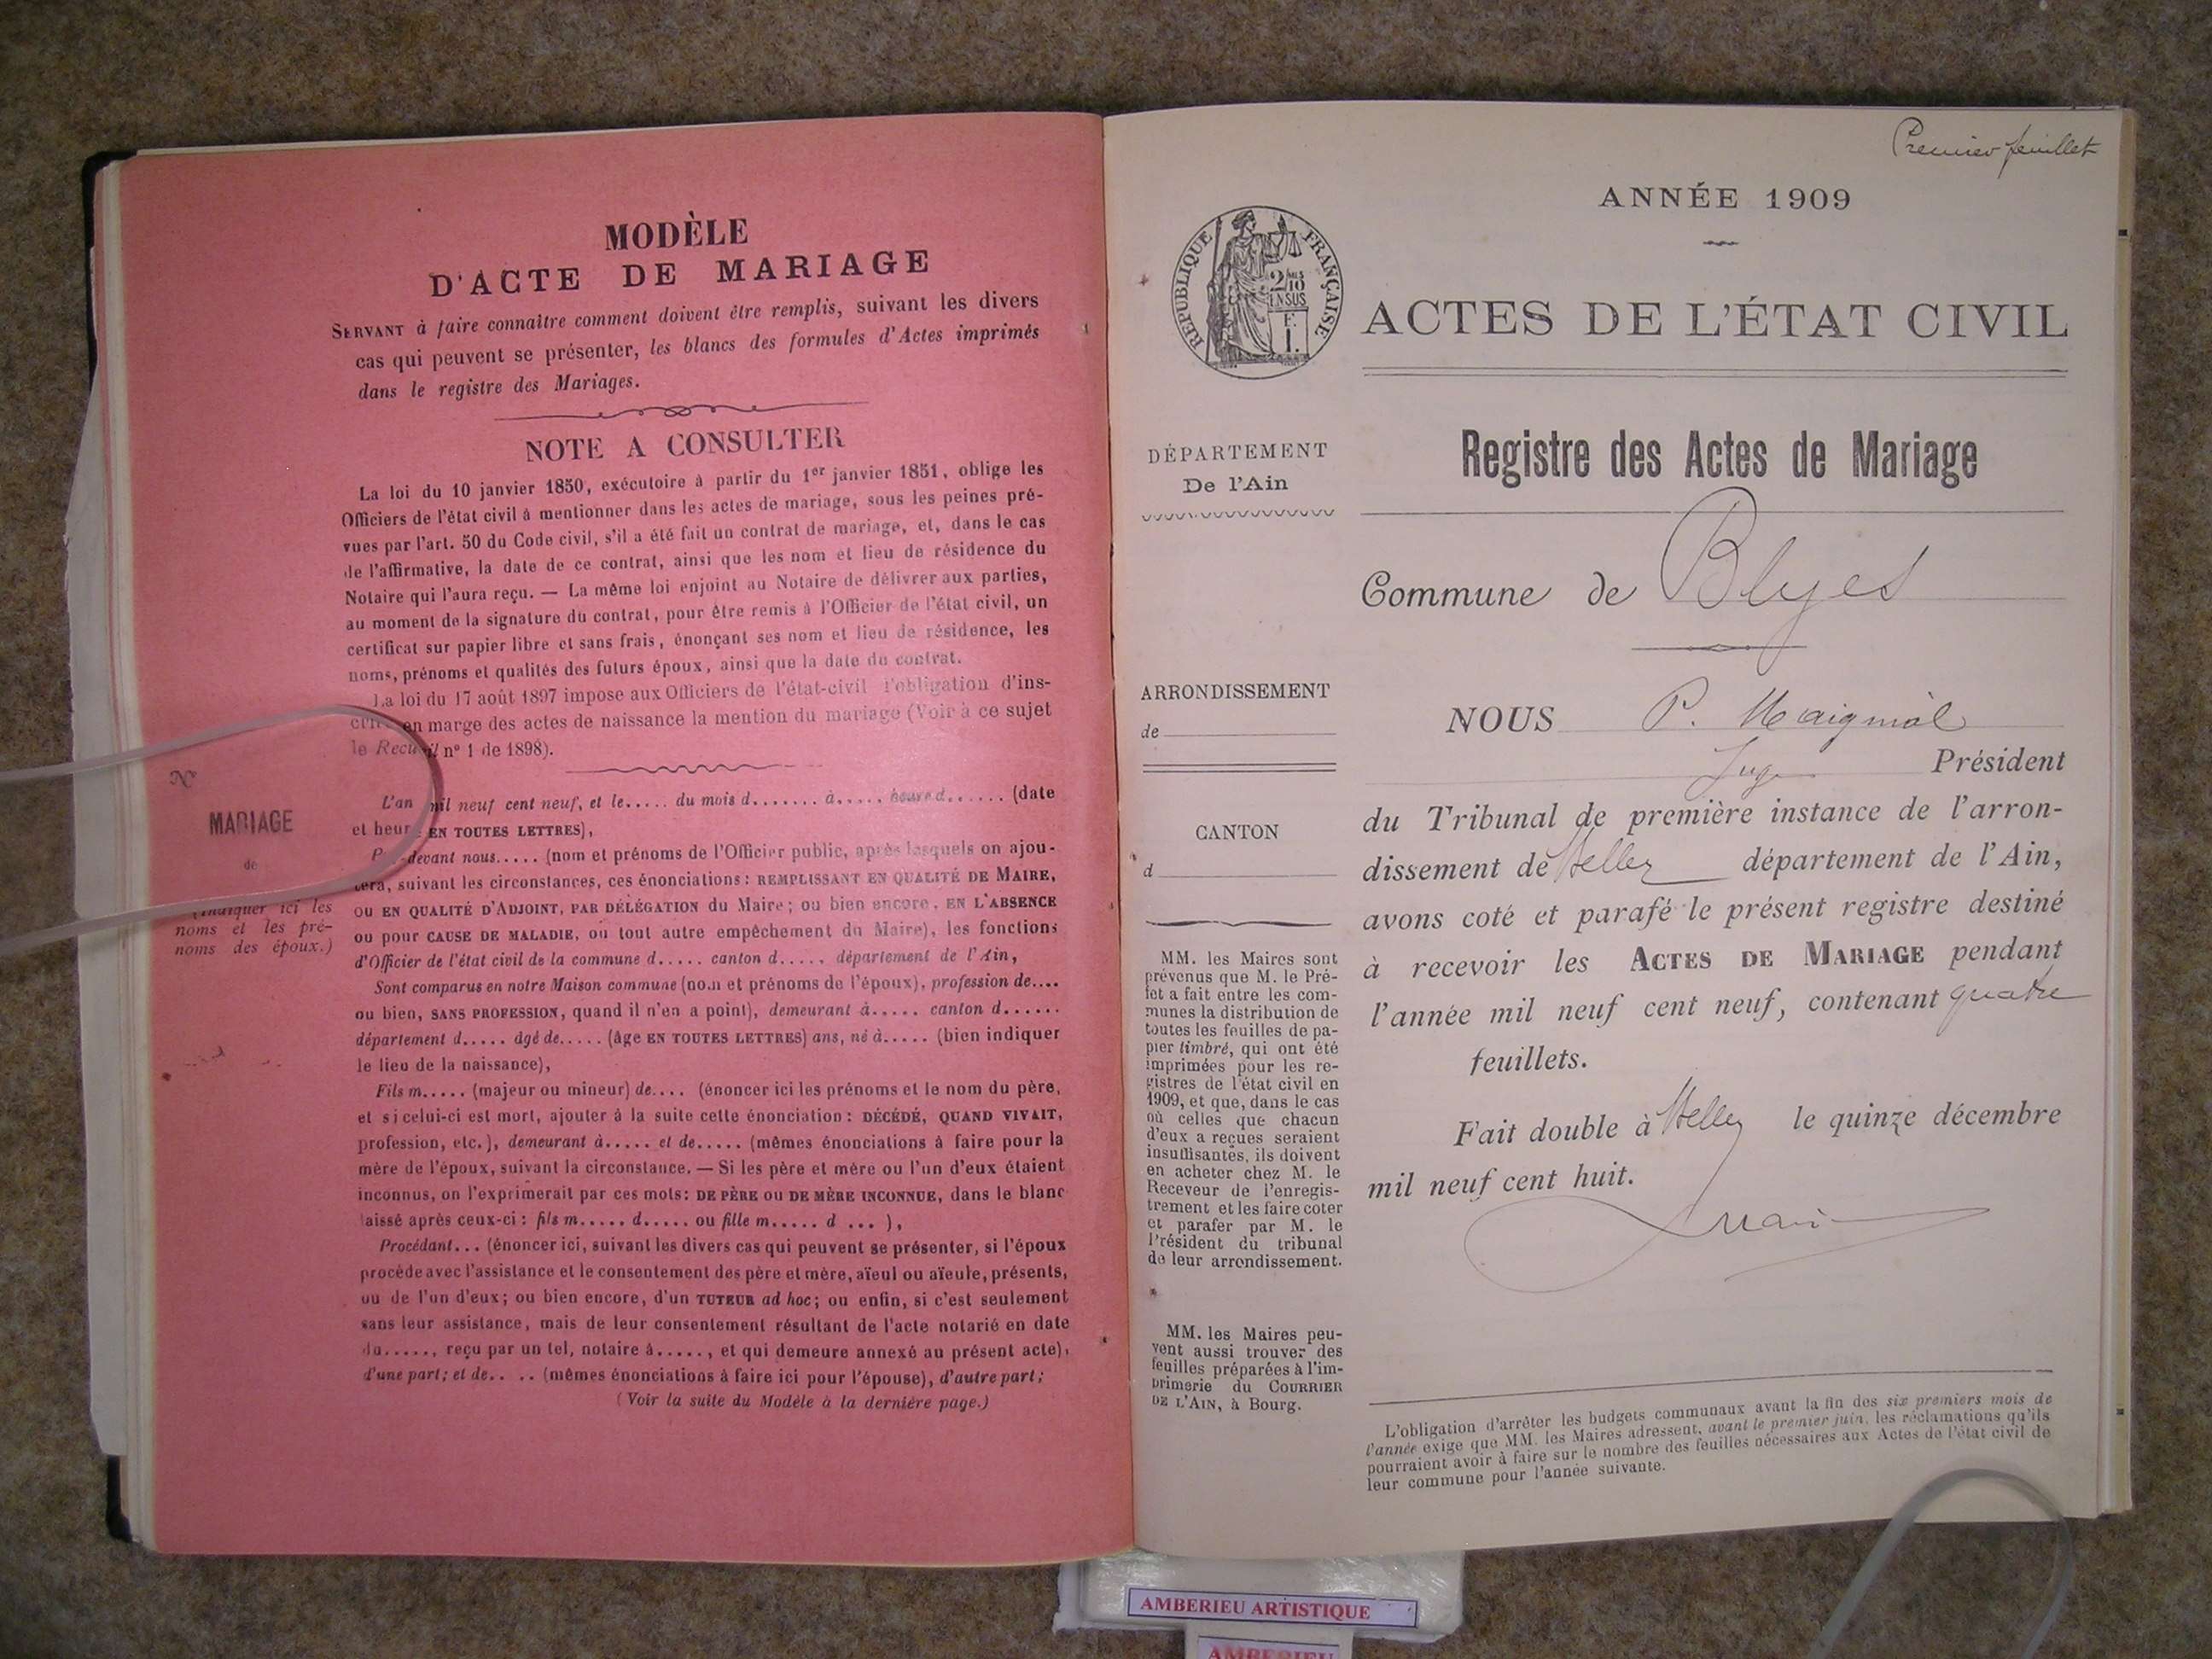 MODÈLE
D'ACTE DE MARIAGE
SERVANT à faire connaître comment doivent être remplis, suivant les divers
cas qui peuvent se présenter, les blancs des formules d'Actes imprimés
dans le registre des Mariages.
NOTE A CONSULTER
La loi du 10 janvier 1850, exécutoire à partir du 1er janvier 1851, oblige les
Officiers de l'état civil à mentionner dans les actes de mariage, sous les peines pré-
vues par l'art. 50 du Code civil, s'il a été fait un contrat de mariage, et, dans le cas
de l'affirmative, la date de ce contrat, ainsi que les nom et lieu de résidence du
Notaire qui l'aura reçu. — La même loi enjoint au Notaire de délivrer aux parties,
au moment de la signature du contrat, pour être remis à l'Officier de l'état civil, un
certificat sur papier libre et sans frais, énonçant ses nom et lieu de résidence, les
noms, prénoms et qualités des futurs époux, ainsi que la date du contrat.
La loi du 17 août 1897 impose aux Officiers de l'état-civil l'obligation d'ins-
crire en marge des actes de naissance la mention du mariage (Voir à ce sujet
le Recueil nº 1 de 1898).
Nº
MARIAGE
de
(Indiquer ici les
noms et les pré-
noms des époux.)
L'an mil neuf cent neuf, et le..... du mois d....... à..... heure d...... (date
et heure EN TOUTES LETTRES),
Par-devant nous..... (nom et prénoms de l'Officier public, après lesquels on ajou-
tera, suivant les circonstances, ces énonciations : REMPLISSANT EN QUALITÉ DE MAIRE,
OU EN QUALITÉ D'ADJOINT, PAR DÉLÉGATION du Maire ; ou bien encore, EN L'ABSENCE
ou pour CAUSE DE MALADIE, ou tout autre empêchement du Maire), les fonctions
d'Officier de l'état civil de la commune d..... canton d..... département de l'Ain,
Sont comparus en notre Maison commune (nom et prénoms de l'époux), profession de....
ou bien, SANS PROFESSION, quand il n'en a point), demeurant à..... canton d......
département d..... âgé de..... (âge EN TOUTES LETTRES) ans, né à..... (bien indiquer
le lieu de la naissance),
Fils m..... (majeur ou mineur) de.... (énoncer ici les prénoms et le nom du père,
et si celui-ci est mort, ajouter à la suite cette énonciation : DÉCÉDÉ, QUAND VIVAIT,
profession, etc.), demeurant à..... et de..... (mêmes énonciations à faire pour la
mère de l'époux, suivant la circonstance. — Si les père et mère ou l'un d'eux étaient
inconnus, on l'exprimerait par ces mots : DE PÈRE OU DE MÈRE INCONNUE, dans le blanc
laissé après ceux-ci : fils m..... d..... ou fille m..... d ... ),
Procédant... (énoncer ici, suivant les divers cas qui peuvent se présenter, si l'époux
procède avec l'assistance et le consentement des père et mère, aïeul ou aïeule, présents,
ou de l'un d'eux ; ou bien encore, d'un TUTEUR ad hoc ; ou enfin, si c'est seulement
sans leur assistance, mais de leur consentement résultant de l'acte notarié en date
du....., reçu par un tel, notaire à....., et qui demeure annexé au présent acte),
d'une part ; et de.. .. (mêmes énonciations à faire ici pour l'épouse), d'autre part ;
(Voir la suite du Modèle à la dernière page.)
Premier feuillet
ANNÉE 1909
RÉPUBLIQUE FRANÇAISE
2/10 EN SUS
ACTES DE L'ÉTAT CIVIL
DÉPARTEMENT
De l'Ain
ARRONDISSEMENT
de
CANTON
d
MM. les Maires sont
prévenus que M. le Pré-
fet a fait entre les com-
munes la distribution de
toutes les feuilles de pa-
pier timbré, qui ont été
imprimées pour les re-
gistres de l'état civil en
1909, et que, dans le cas
où celles que chacun
d'eux a reçues seraient
insuffisantes, ils doivent
en acheter chez M. le
Receveur de l'enregis-
trement et les faire coter
et parafer par M. le
Président du tribunal
de leur arrondissement.
MM. les Maires peu-
vent aussi trouver des
feuilles préparées à l'im-
primerie du COURRIER
DE L'AIN, à Bourg.
Registre des Actes de Mariage
Commune de Blyes
NOUS P. Maigniol
Juge Président
du Tribunal de première instance de l'arron-
dissement de Belley département de l'Ain,
avons coté et parafé le présent registre destiné
à recevoir les ACTES DE MARIAGE pendant
l'année mil neuf cent neuf, contenant quatre
feuillets.
Fait double à Belley le quinze décembre
mil neuf cent huit.
L'obligation d'arrêter les budgets communaux avant la fin des six premiers mois de
l'année exige que MM. les Maires adressent, avant le premier juin, les réclamations qu'ils
pourraient avoir à faire sur le nombre des feuilles nécessaires aux Actes de l'état civil de
leur commune pour l'année suivante.
AMBERIEU ARTISTIQUE
AMBERIEU